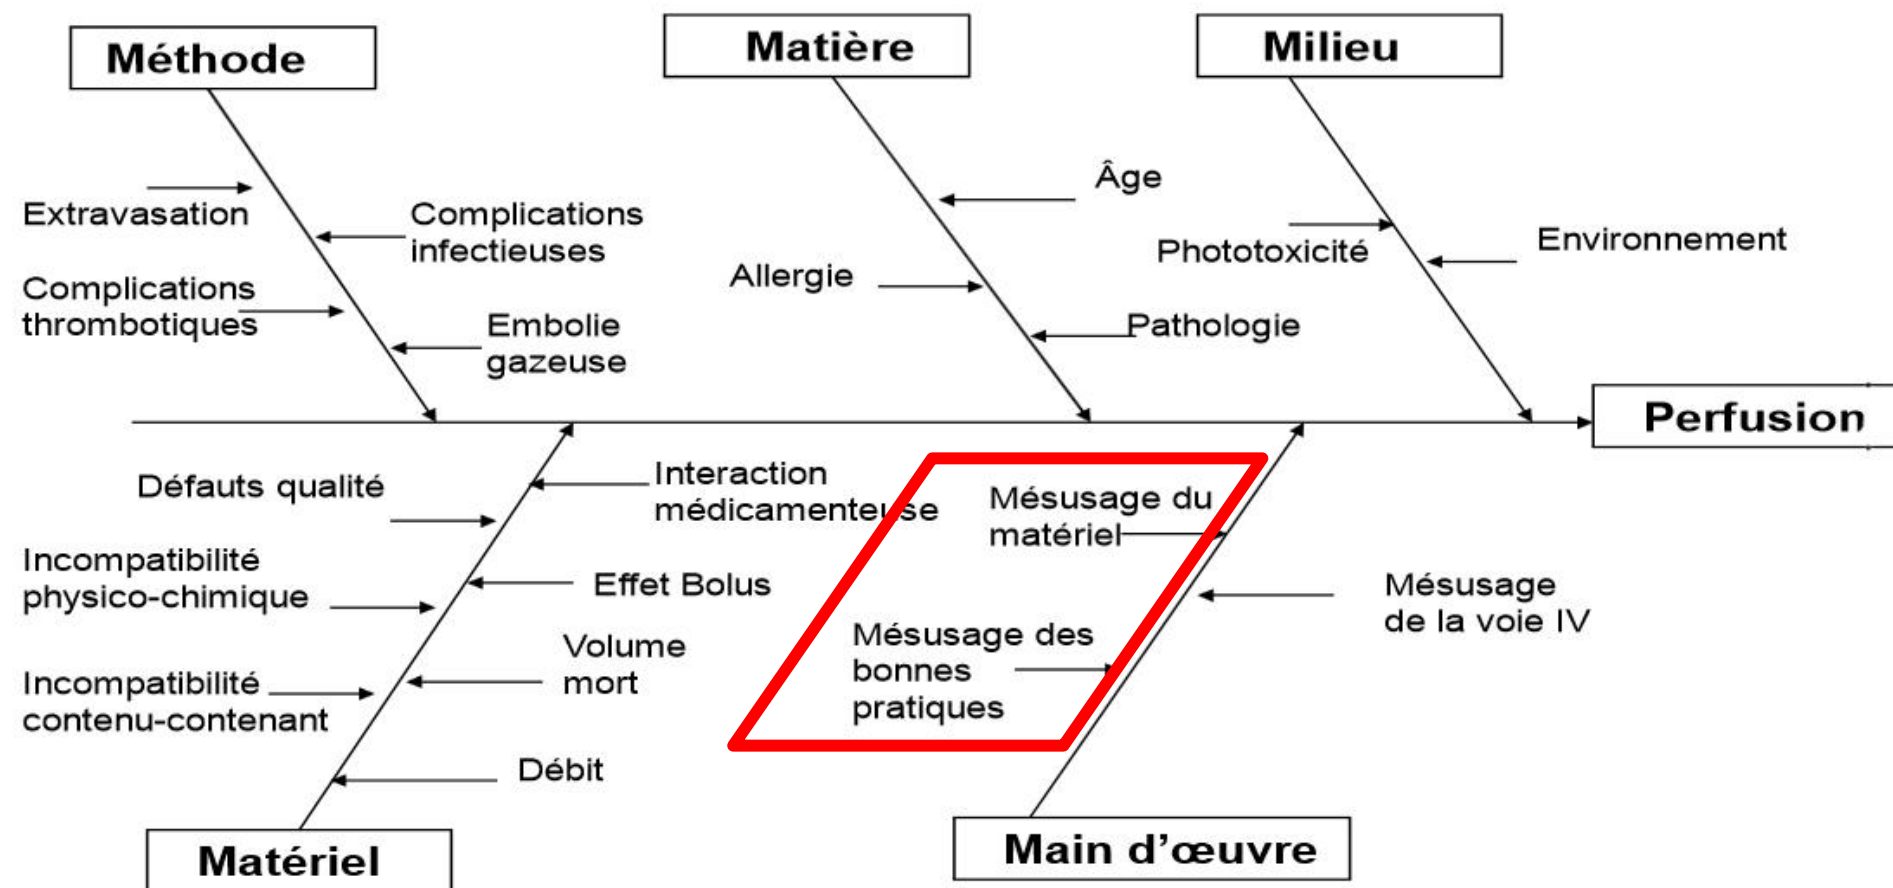 Méthode
Matière
Milieu
Extravasation
Complications
infectieuses
Complications
thrombotiques
Embolie
gazeuse
Âge
Allergie
Pathologie
Phototoxicité
Environnement
Perfusion
Défauts qualité
Interaction
médicamenteuse
Incompatibilité
physico-chimique
Effet Bolus
Volume
mort
Incompatibilité
contenu-contenant
Débit
Mésusage du
matériel
Mésusage
de la voie IV
Mésusage des
bonnes
pratiques
Matériel
Main d’œuvre